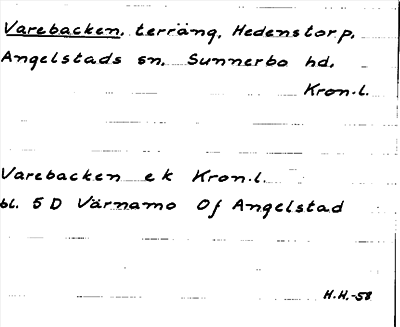 Varebacken, terräng, Hedenstorp,
Angelstads sn, Sunnerbo hd,
Kron.l.
Varebacken ek Kron.l.
bl. 5 D Värnamo Of Angelstad
H.H.-58